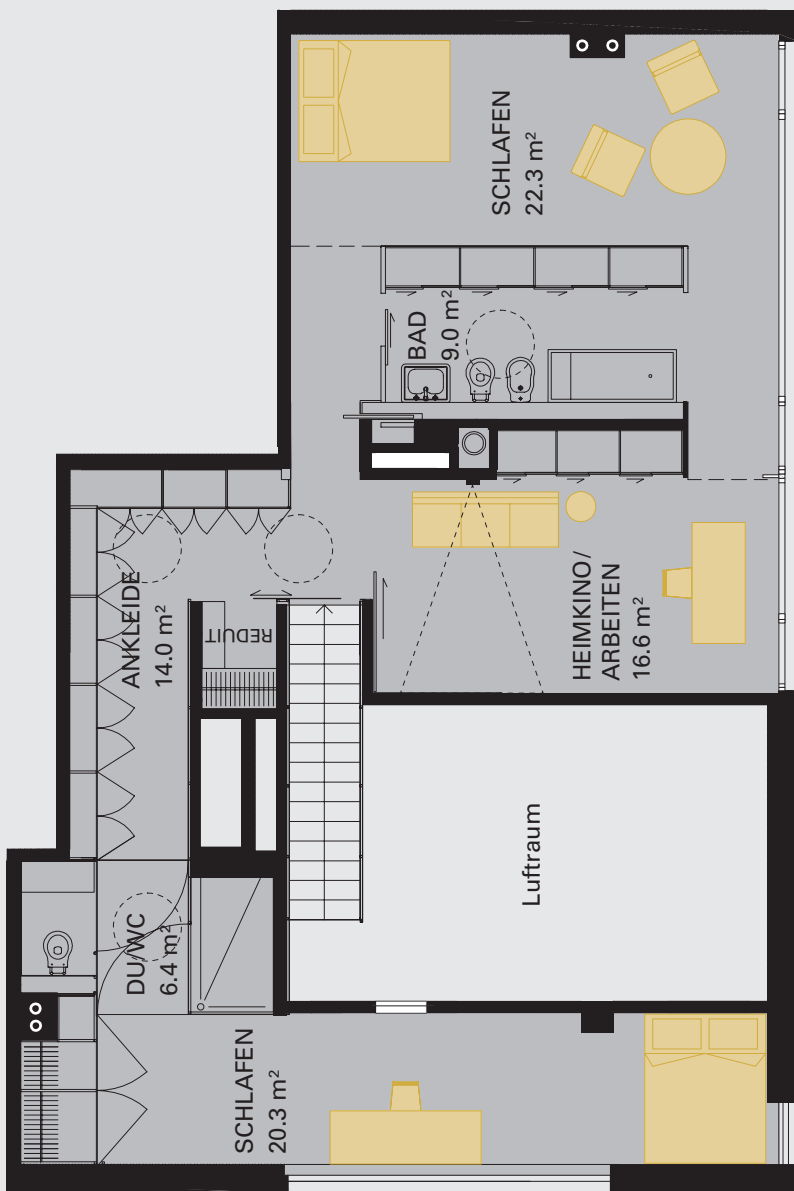 SCHLAFEN
22.3 m²
BAD
9.0 m²
HEIMKINO/
ARBEITEN
16.6 m²
ANKLEIDE
14.0 m²
REDUIT
Luftraum
DU/WC
6.4 m²
SCHLAFEN
20.3 m²